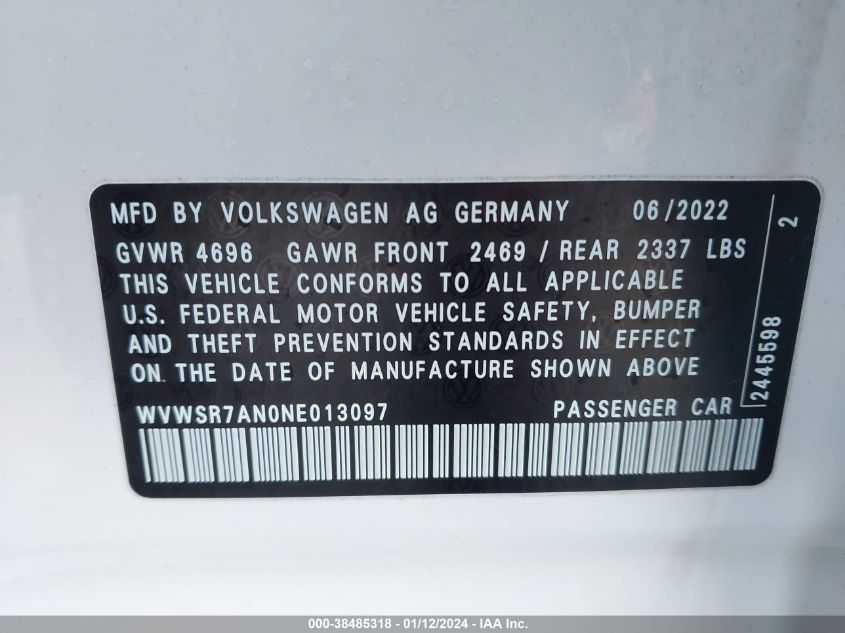 MFD BY VOLKSWAGEN AG GERMANY 06/2022
GVWR 4696 GAWR FRONT 2469 / REAR 2337 LBS
THIS VEHICLE CONFORMS TO ALL APPLICABLE
U.S. FEDERAL MOTOR VEHICLE SAFETY, BUMPER
AND THEFT PREVENTION STANDARDS IN EFFECT
ON THE DATE OF MANUFACTURE SHOWN ABOVE
WVWSR7AN0NE013097 PASSENGER CAR
2445598 2
000-38485318 - 01/12/2024 - IAA Inc.